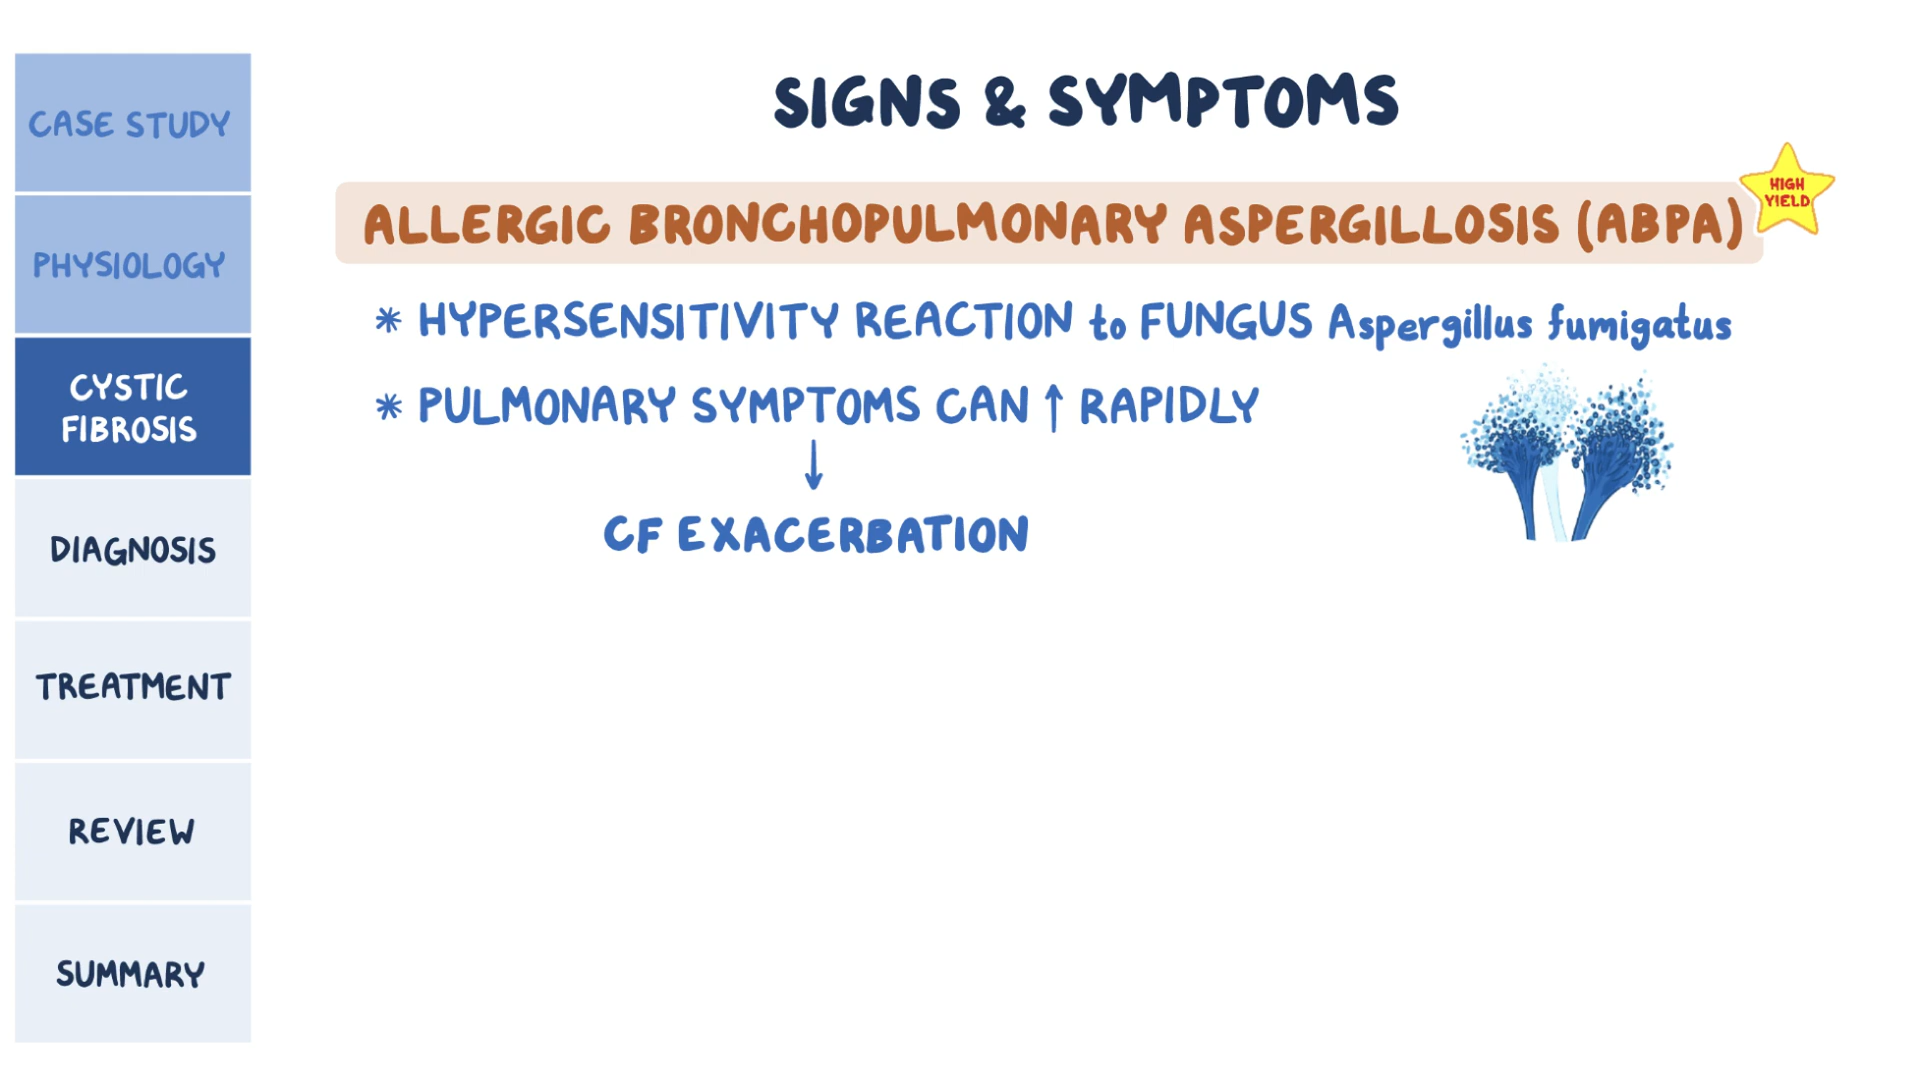 CASE STUDY
PHYSIOLOGY
CYSTIC
FIBROSIS
DIAGNOSIS
TREATMENT
REVIEW
SUMMARY
SIGNS & SYMPTOMS
HIGH
YIELD
ALLERGIC BRONCHOPULMONARY ASPERGILLOSIS (ABPA)
* HYPERSENSITIVITY REACTION to FUNGUS Aspergillus fumigatus
* PULMONARY SYMPTOMS CAN ↑ RAPIDLY
↓
CF EXACERBATION